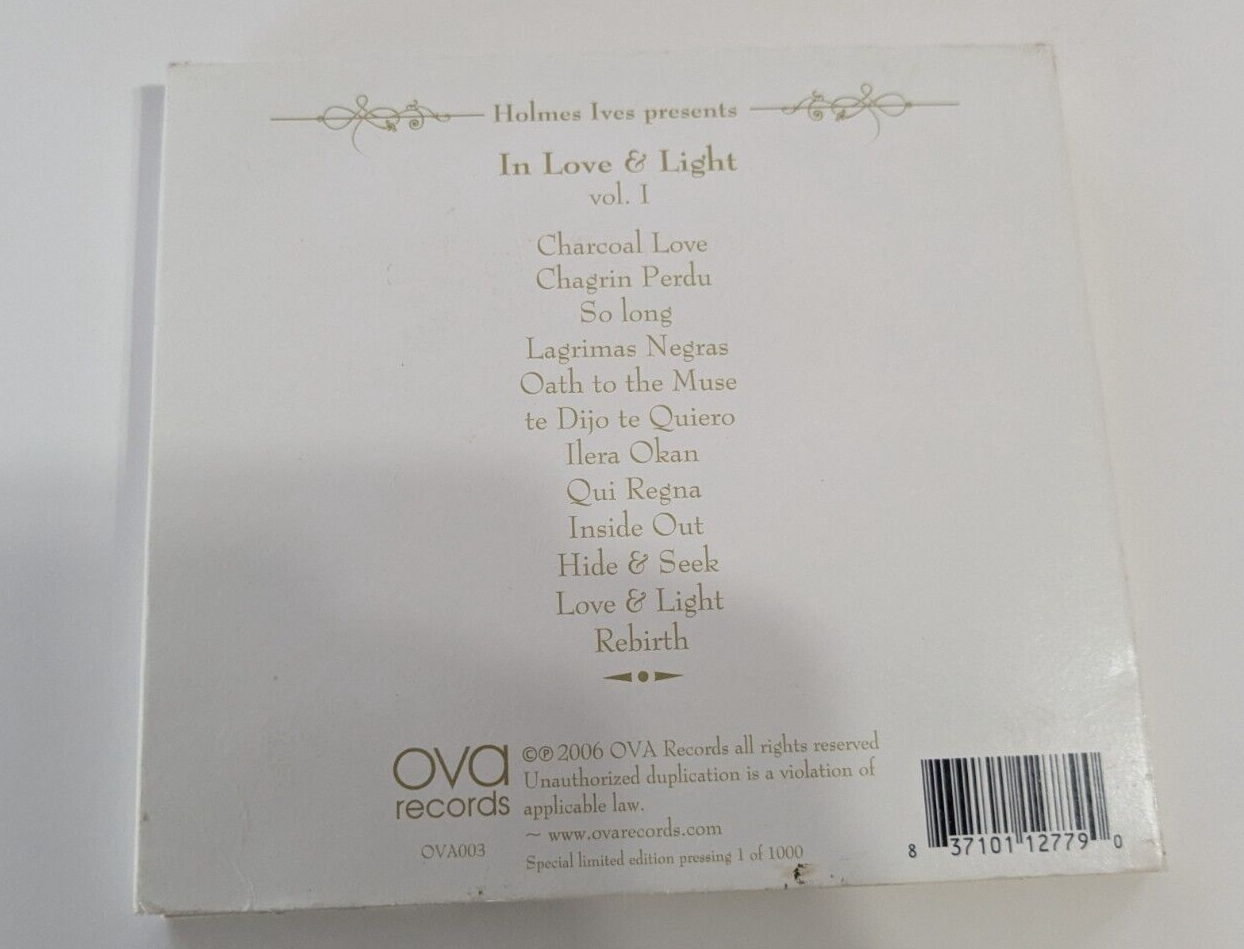 Holmes Ives presents
In Love & Light
vol. I
Charcoal Love
Chagrin Perdu
So long
Lagrimas Negras
Oath to the Muse
te Dijo te Quiero
Ilera Okan
Qui Regna
Inside Out
Hide & Seek
Love & Light
Rebirth
ova
records
OVA003
©℗ 2006 OVA Records all rights reserved
Unauthorized duplication is a violation of
applicable law.
~ www.ovarecords.com
Special limited edition pressing 1 of 1000
8 37101 12779 0